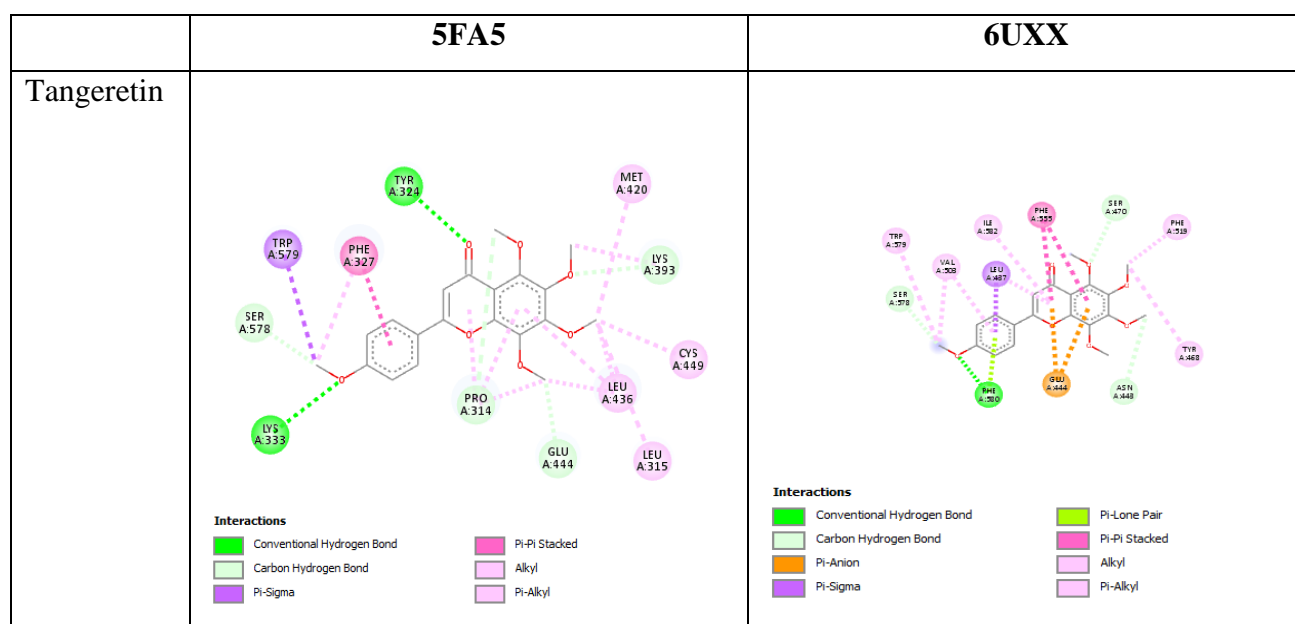 5FA5
6UXX
Tangeretin
TYR
A:324
MET
A:420
TRP
A:579
PHE
A:327
LYS
A:393
SER
A:578
CYS
A:449
PRO
A:314
LEU
A:436
LYS
A:333
GLU
A:444
LEU
A:315
O
O
O
O
O
O
O
Interactions
Conventional Hydrogen Bond
Carbon Hydrogen Bond
Pi-Sigma
Pi-Pi Stacked
Alkyl
Pi-Alkyl
PHE
A:555
SER
A:470
ILE
A:582
PHE
A:519
TRP
A:579
VAL
A:503
LEU
A:437
SER
A:578
TYR
A:468
PHE
A:580
GLU
A:444
ASN
A:448
Interactions
Conventional Hydrogen Bond
Carbon Hydrogen Bond
Pi-Anion
Pi-Sigma
Pi-Lone Pair
Pi-Pi Stacked
Alkyl
Pi-Alkyl